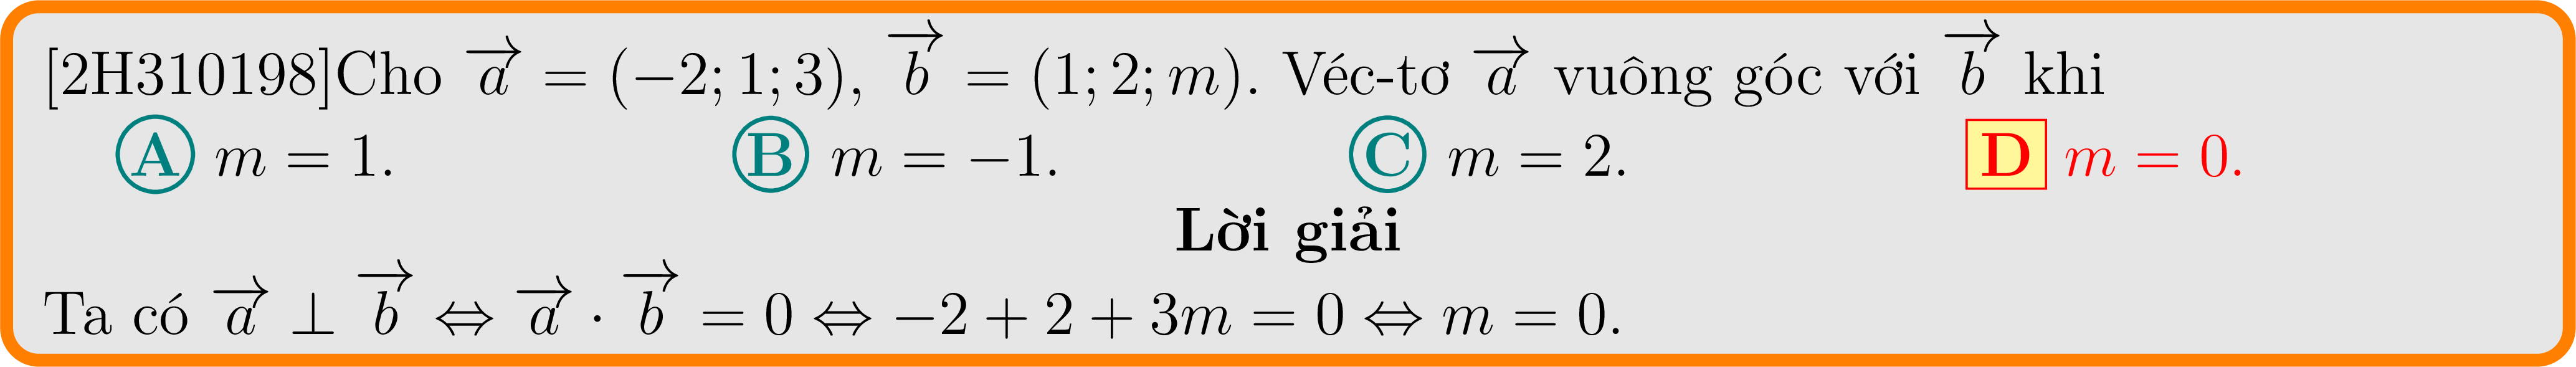 [2H310198]Cho $\overrightarrow{a} = (-2; 1; 3)$, $\overrightarrow{b} = (1; 2; m)$. Véc-tơ $\overrightarrow{a}$ vuông góc với $\overrightarrow{b}$ khi
A $m = 1$. B $m = -1$. C $m = 2$. D $m = 0$.
Lời giải
Ta có $\overrightarrow{a} \perp \overrightarrow{b} \Leftrightarrow \overrightarrow{a} \cdot \overrightarrow{b} = 0 \Leftrightarrow -2 + 2 + 3m = 0 \Leftrightarrow m = 0$.